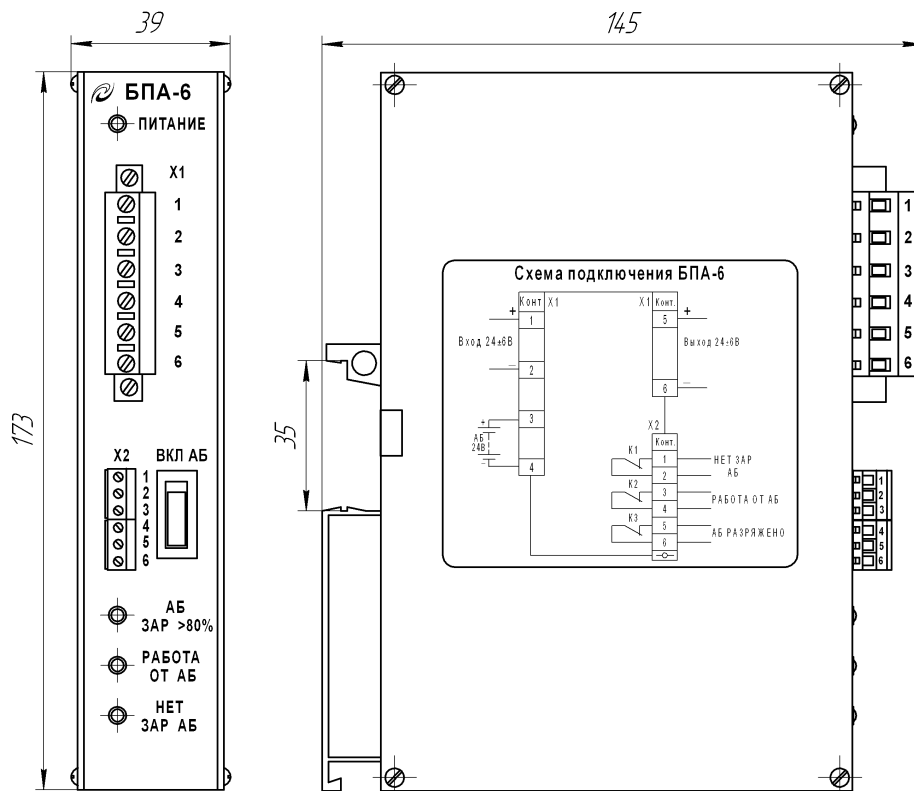 39
145
173
35
БПА-6
ПИТАНИЕ
X1
1
2
3
4
5
6
X2
ВКЛ АБ
1
2
3
4
5
6
АБ
ЗАР >80%
РАБОТА
ОТ АБ
НЕТ
ЗАР АБ
Схема подключения БПА-6
Конт
X1
X1
Конт.
+
1
5
+
Вход 24±6В
Выход 24±6В
−
2
6
−
+
3
АБ
24В
−
4
X2
Конт.
К1
1
НЕТ ЗАР
2
АБ
К2
3
РАБОТА ОТ АБ
4
К3
5
АБ РАЗРЯЖЕНО
6
1
2
3
4
5
6
1
2
3
4
5
6